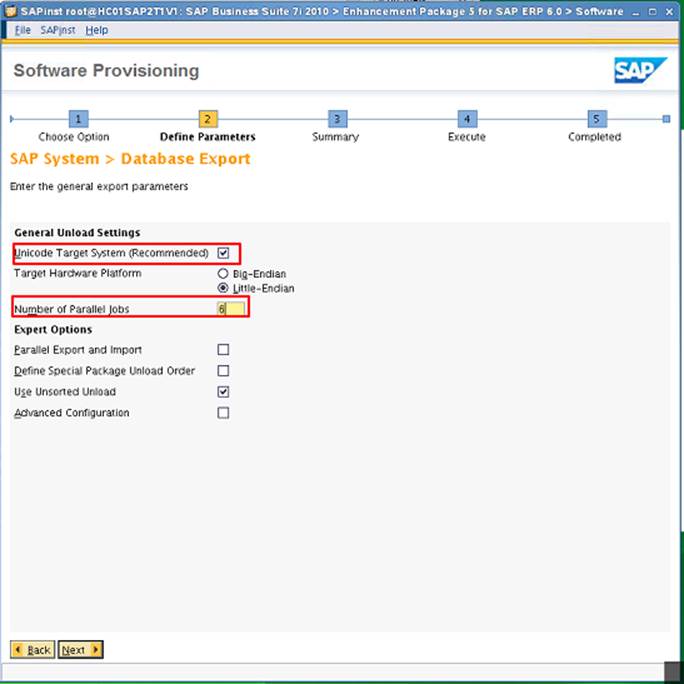 SAPinst root@HC01SAP2T1V1: SAP Business Suite 7i 2010 > Enhancement Package 5 for SAP ERP 6.0 > Software
File SAPinst Help
Software Provisioning
SAP
1 2 3 4 5
Choose Option Define Parameters Summary Execute Completed
SAP System > Database Export
Enter the general export parameters
General Unload Settings
Unicode Target System (Recommended)
Target Hardware Platform Big-Endian
Little-Endian
Number of Parallel Jobs 6
Expert Options
Parallel Export and Import
Define Special Package Unload Order
Use Unsorted Unload
Advanced Configuration
Back Next